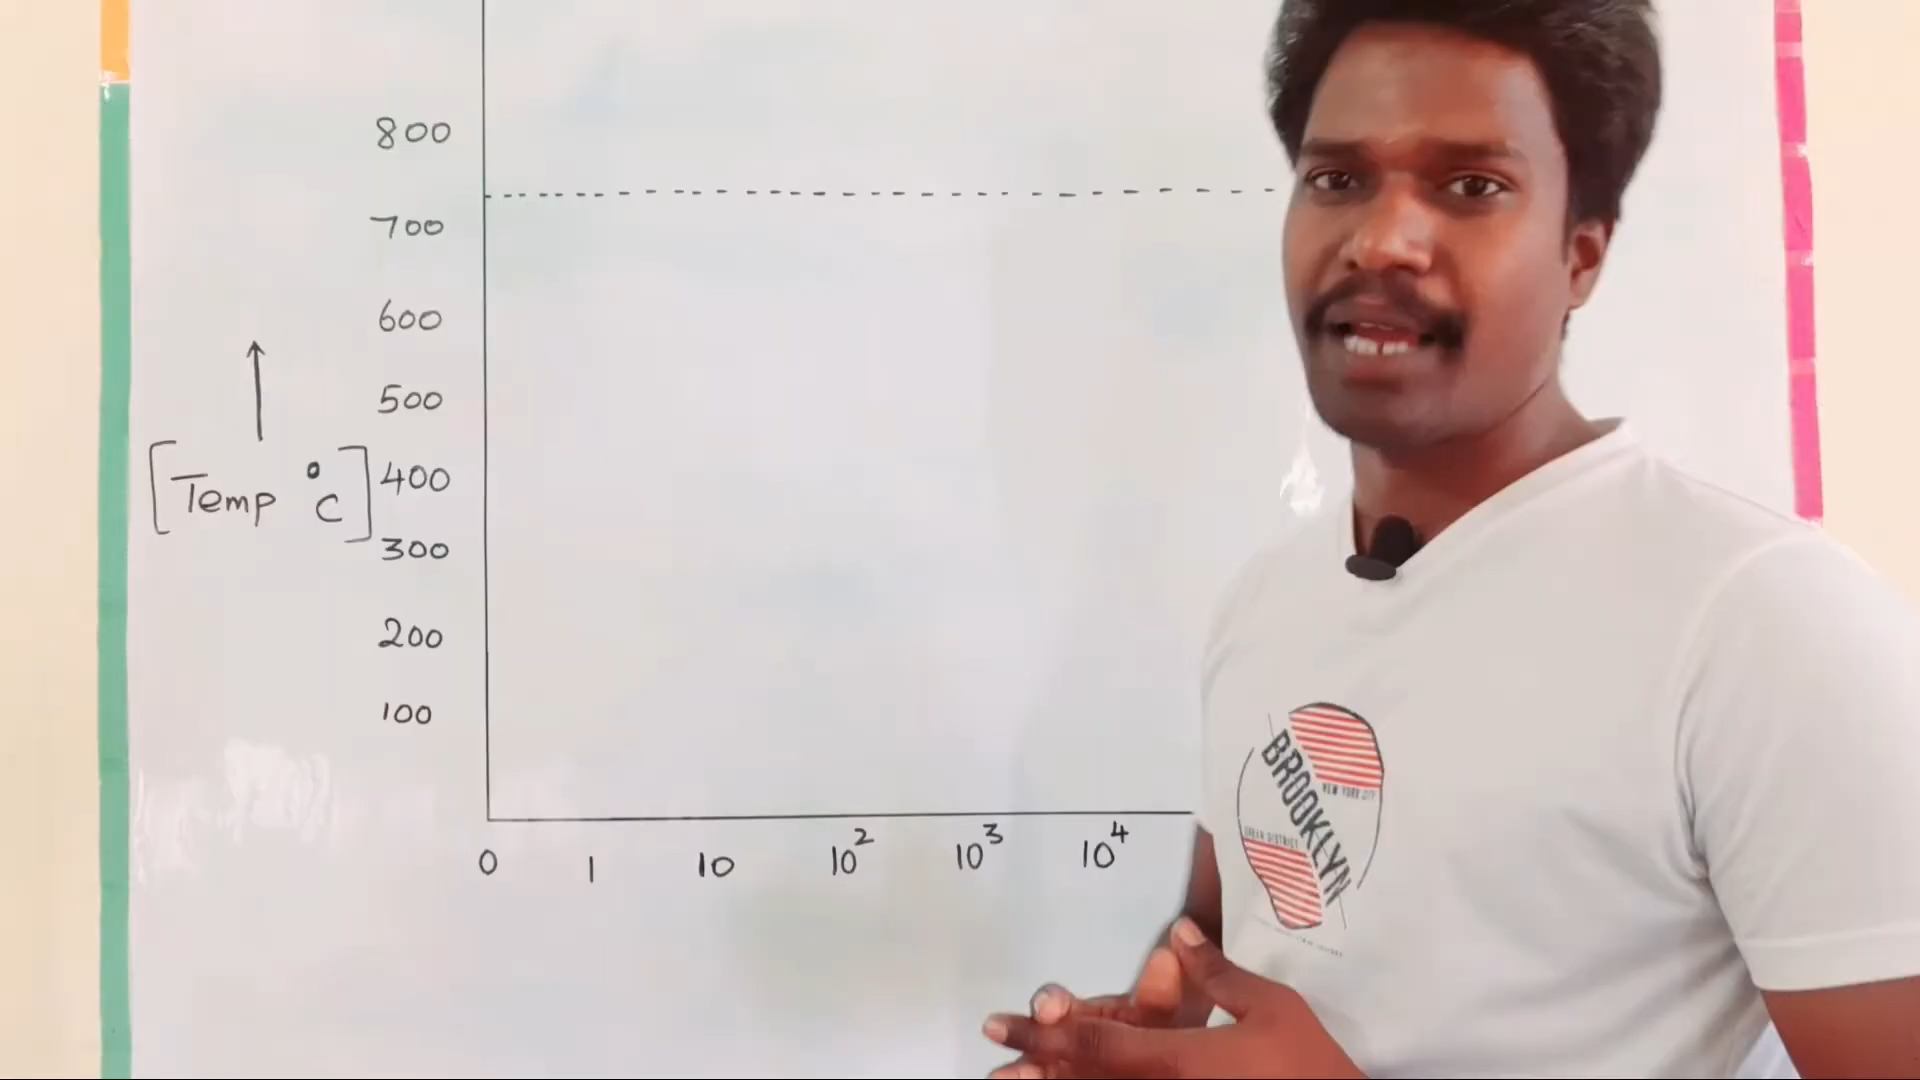 800
700
600
500
[Temp °C]
400
300
200
100
0 1 10 10² 10³ 10⁴
BROOKLYN
NEW YORK CITY
URBAN DISTRICT